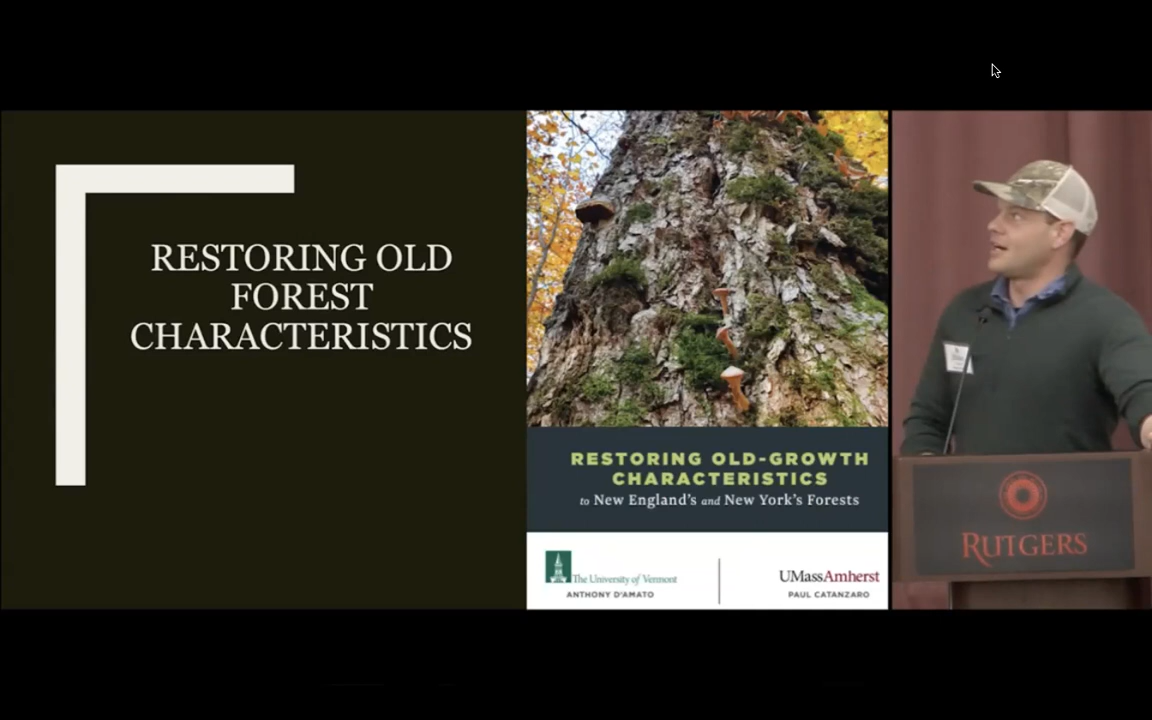 RESTORING OLD
FOREST
CHARACTERISTICS
RESTORING OLD-GROWTH
CHARACTERISTICS
to New England's and New York's Forests
The University of Vermont
ANTHONY D'AMATO
UMassAmherst
PAUL CATANZARO
RUTGERS